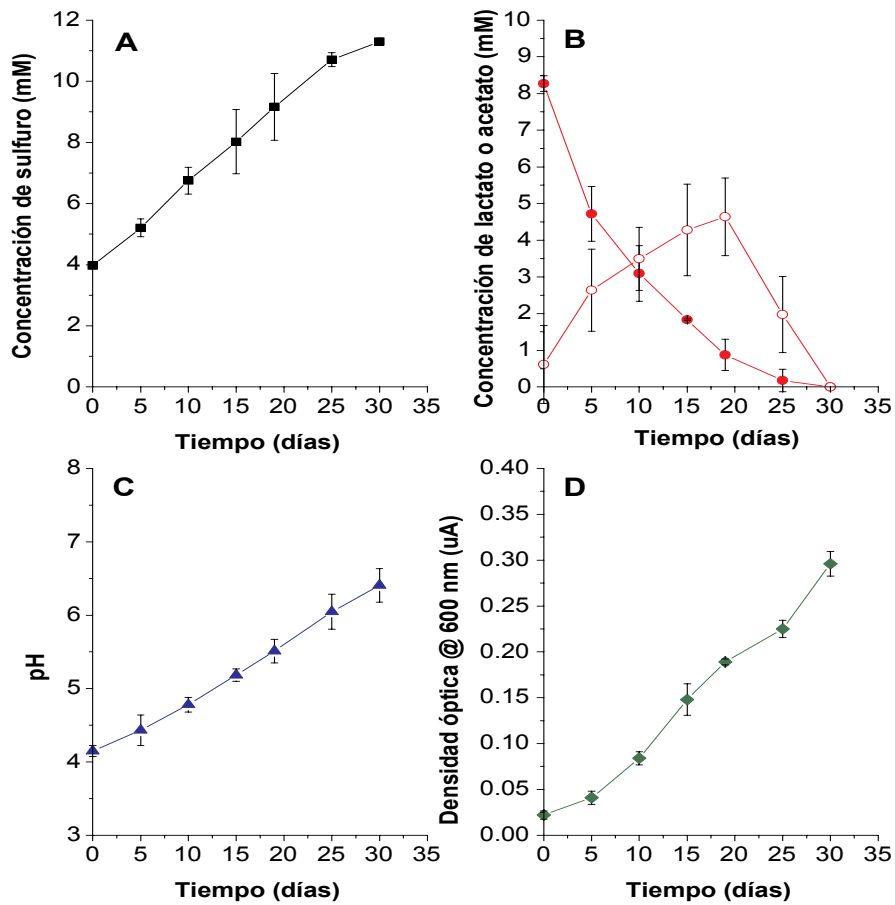 A
Concentración de sulfuro (mM)
12
10
8
6
4
2
0
0 5 10 15 20 25 30 35
Tiempo (días)
B
Concentración de lactato o acetato (mM)
10
9
8
7
6
5
4
3
2
1
0
0 5 10 15 20 25 30 35
Tiempo (días)
C
pH
8
7
6
5
4
3
0 5 10 15 20 25 30 35
Tiempo (días)
D
Densidad óptica @ 600 nm (uA)
0.40
0.35
0.30
0.25
0.20
0.15
0.10
0.05
0.00
0 5 10 15 20 25 30 35
Tiempo (días)